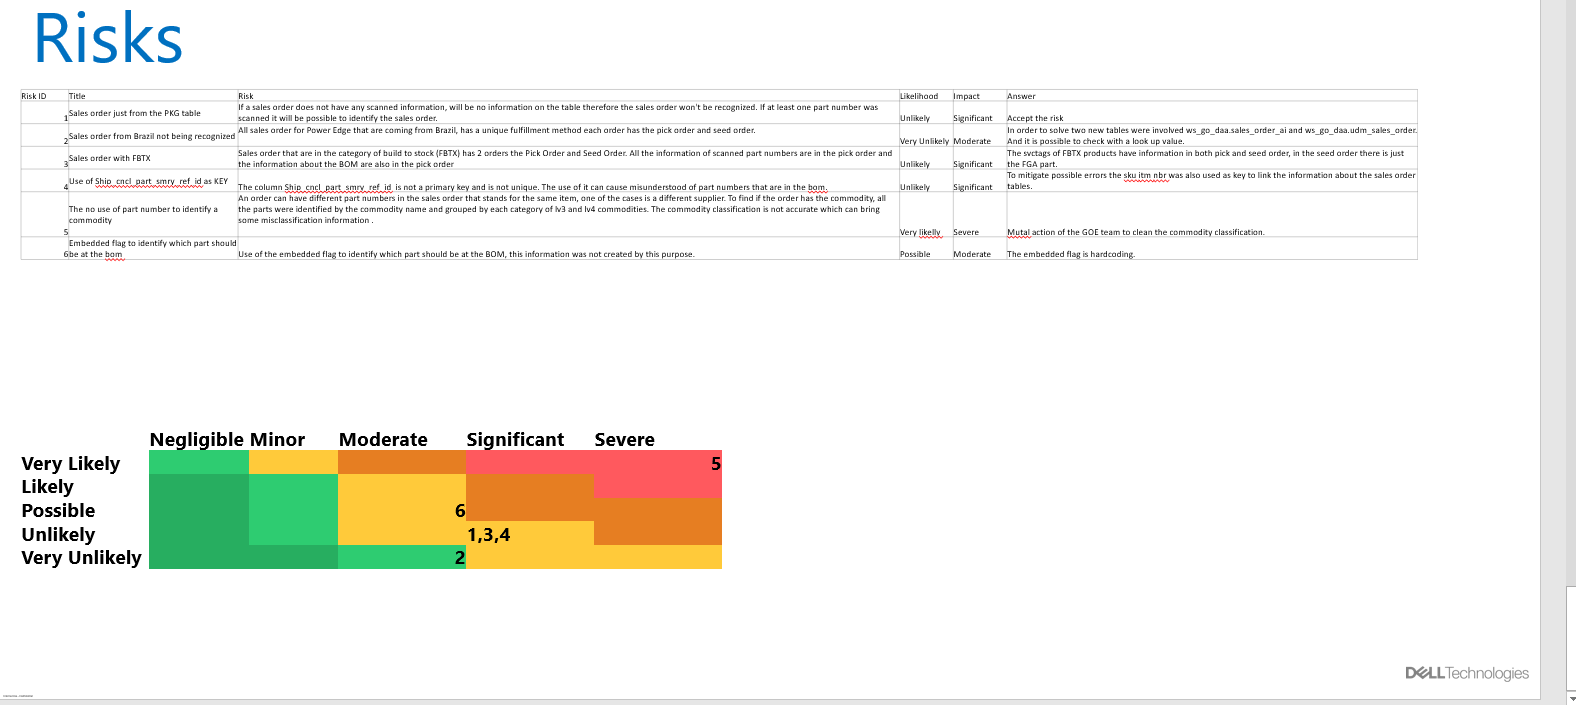 Risks
Risk ID Title Risk Likelihood Impact Answer
1 Sales order just from the PKG table If a sales order does not have any scanned information, will be no information on the table therefore the sales order won't be recognized. If at least one part number was
scanned it will be possible to identify the sales order. Unlikely Significant Accept the risk
2 Sales order from Brazil not being recognized All sales order for Power Edge that are coming from Brazil, has a unique fulfillment method each order has the pick order and seed order. Very Unlikely Moderate In order to solve two new tables were involved ws_go_daa.sales_order_ai and ws_go_daa.udm_sales_order.
And it is possible to check with a look up value.
3 Sales order with FBTX Sales order that are in the category of build to stock (FBTX) has 2 orders the Pick Order and Seed Order. All the information of scanned part numbers are in the pick order and
the information about the BOM are also in the pick order Unlikely Significant The svctags of FBTX products have information in both pick and seed order, in the seed order there is just
the FGA part.
4 Use of Ship_cncl_part_smry_ref_id as KEY The column Ship_cncl_part_smry_ref_id is not a primary key and is not unique. The use of it can cause misunderstood of part numbers that are in the bom. Unlikely Significant To mitigate possible errors the sku itm nbr was also used as key to link the information about the sales order
tables.
5 The no use of part number to identify a
commodity An order can have different part numbers in the sales order that stands for the same item, one of the cases is a different supplier. To find if the order has the commodity, all
the parts were identified by the commodity name and grouped by each category of lv3 and lv4 commodities. The commodity classification is not accurate which can bring
some misclassification information . Very likelly Severe Mutal action of the GOE team to clean the commodity classification.
6 Embedded flag to identify which part should
be at the bom Use of the embedded flag to identify which part should be at the BOM, this information was not created by this purpose. Possible Moderate The embedded flag is hardcoding.
Negligible Minor Moderate Significant Severe
Very Likely 5
Likely
Possible 6
Unlikely 1,3,4
Very Unlikely 2
DELLTechnologies